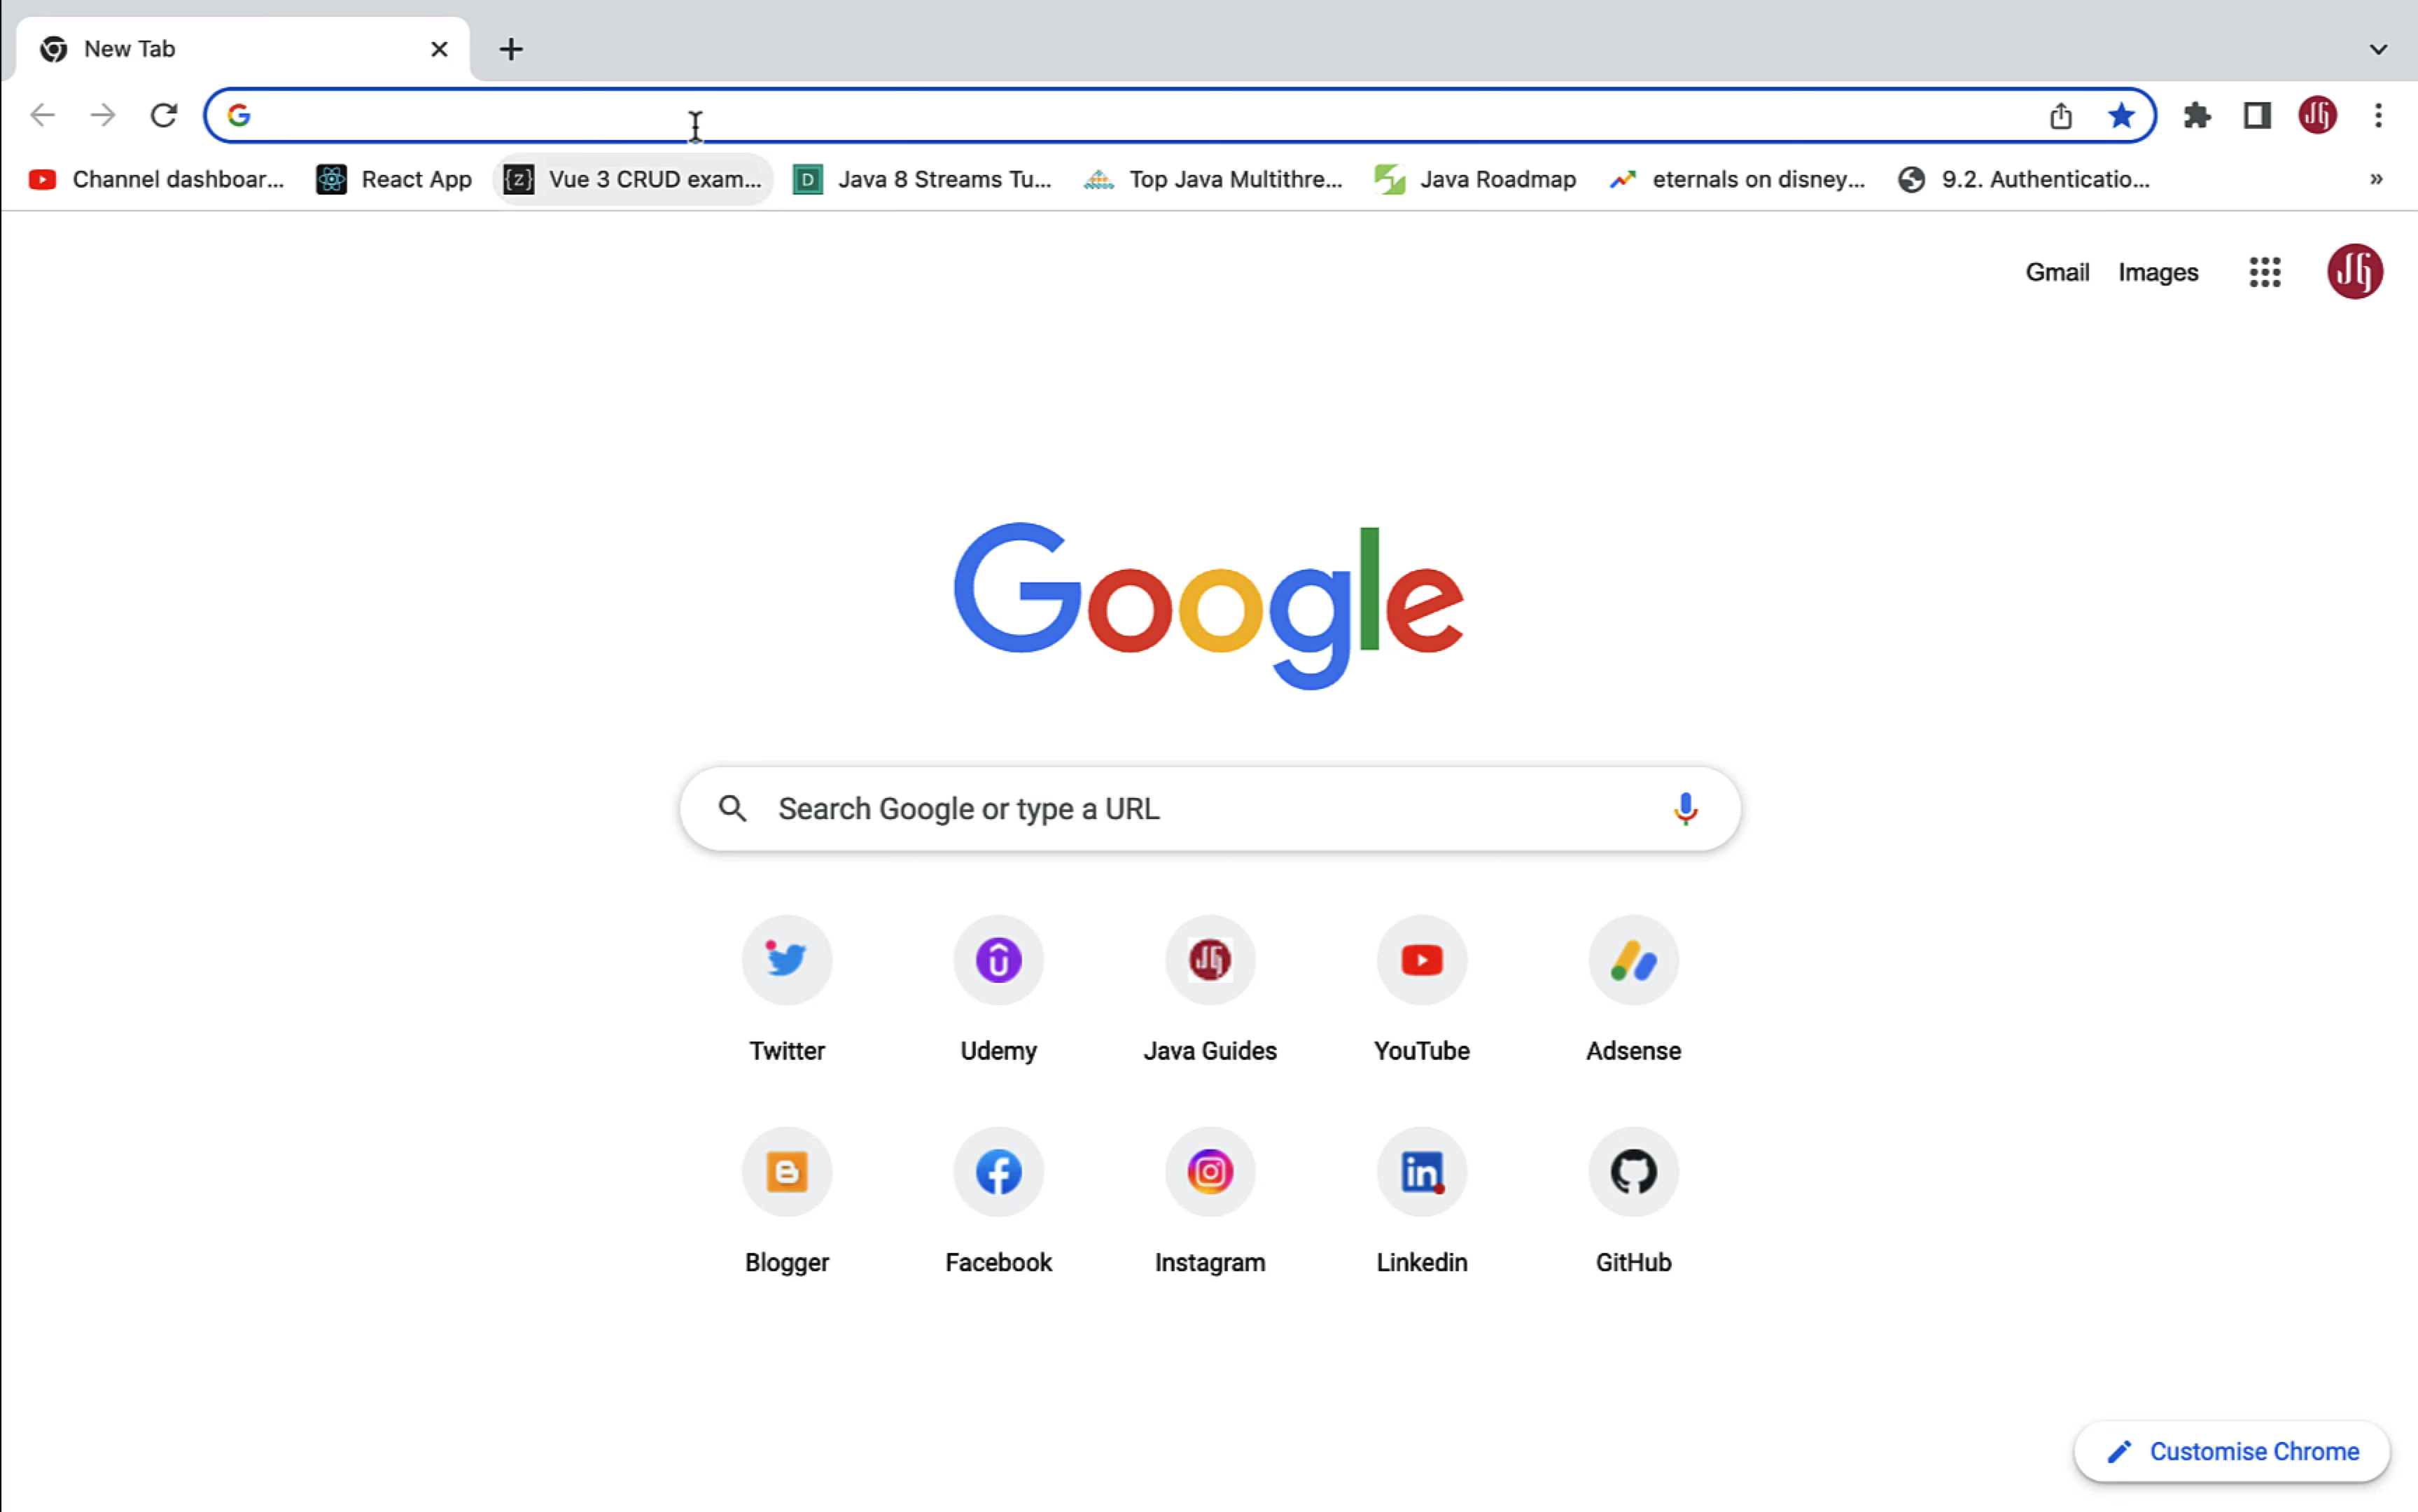 New Tab
Channel dashboar... React App {z} Vue 3 CRUD exam... D Java 8 Streams Tu... Top Java Multithre... Java Roadmap eternals on disney... 9.2. Authenticatio... »
Gmail Images
Google
Search Google or type a URL
Twitter Udemy Java Guides YouTube Adsense
Blogger Facebook Instagram Linkedin GitHub
Customise Chrome